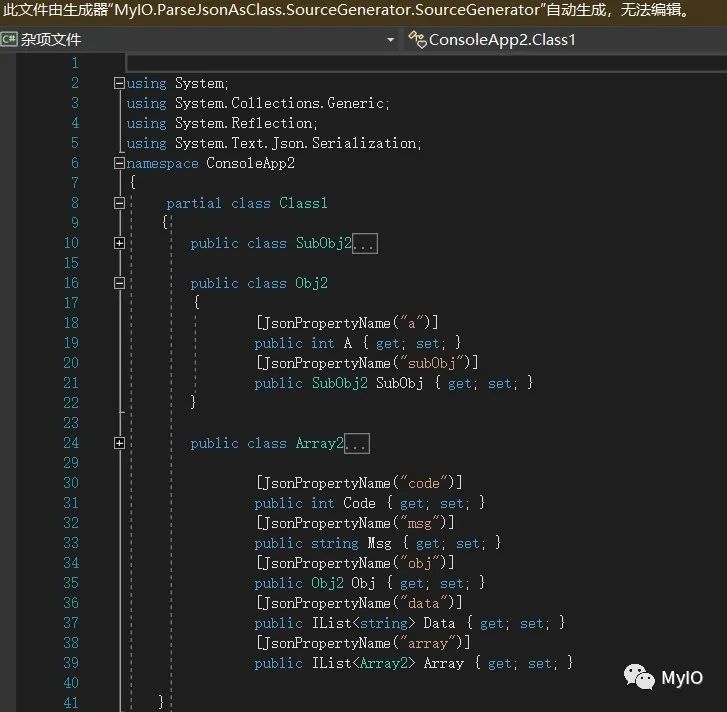 此文件由生成器“MyIO.ParseJsonAsClass.SourceGenerator.SourceGenerator”自动生成，无法编辑。
C# 杂项文件 ConsoleApp2.Class1
1
2 using System;
3 using System.Collections.Generic;
4 using System.Reflection;
5 using System.Text.Json.Serialization;
6 namespace ConsoleApp2
7 {
8 partial class Class1
9 {
10 public class SubObj2...
15
16 public class Obj2
17 {
18 [JsonPropertyName("a")]
19 public int A { get; set; }
20 [JsonPropertyName("subObj")]
21 public SubObj2 SubObj { get; set; }
22 }
23
24 public class Array2...
29
30 [JsonPropertyName("code")]
31 public int Code { get; set; }
32 [JsonPropertyName("msg")]
33 public string Msg { get; set; }
34 [JsonPropertyName("obj")]
35 public Obj2 Obj { get; set; }
36 [JsonPropertyName("data")]
37 public IList<string> Data { get; set; }
38 [JsonPropertyName("array")]
39 public IList<Array2> Array { get; set; }
40
41 }
MyIO